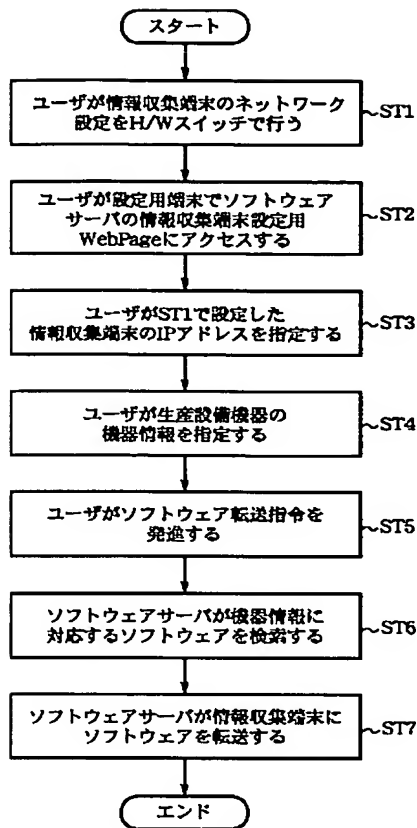 スタート
ユーザが情報収集端末のネットワーク
設定をH/Wスイッチで行う
~ST1
ユーザが設定用端末でソフトウェア
サーバの情報収集端末設定用
WebPageにアクセスする
~ST2
ユーザがST1で設定した
情報収集端末のIPアドレスを指定する
~ST3
ユーザが生産設備機器の
機器情報を指定する
~ST4
ユーザがソフトウェア転送指令を
発進する
~ST5
ソフトウェアサーバが機器情報に
対応するソフトウェアを検索する
~ST6
ソフトウェアサーバが情報収集端末に
ソフトウェアを転送する
~ST7
エンド